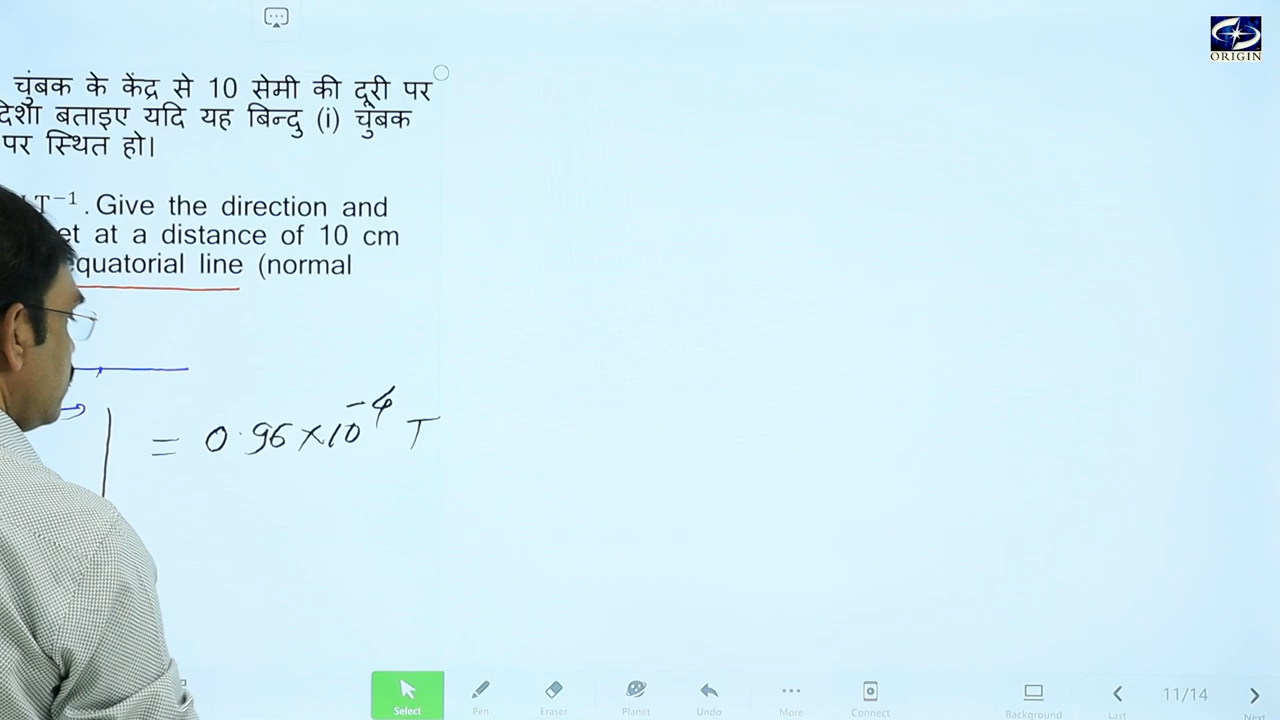 चुंबक के केंद्र से 10 सेमी की दूरी पर
दिशा बताइए यदि यह बिन्दु (i) चुंबक
पर स्थित हो।
T⁻¹. Give the direction and
at a distance of 10 cm
equatorial line (normal
= 0.96 × 10⁻⁴ T
ORIGIN
Select
Pen
Eraser
Planet
Undo
More
Connect
Background
Last
11/14
Next